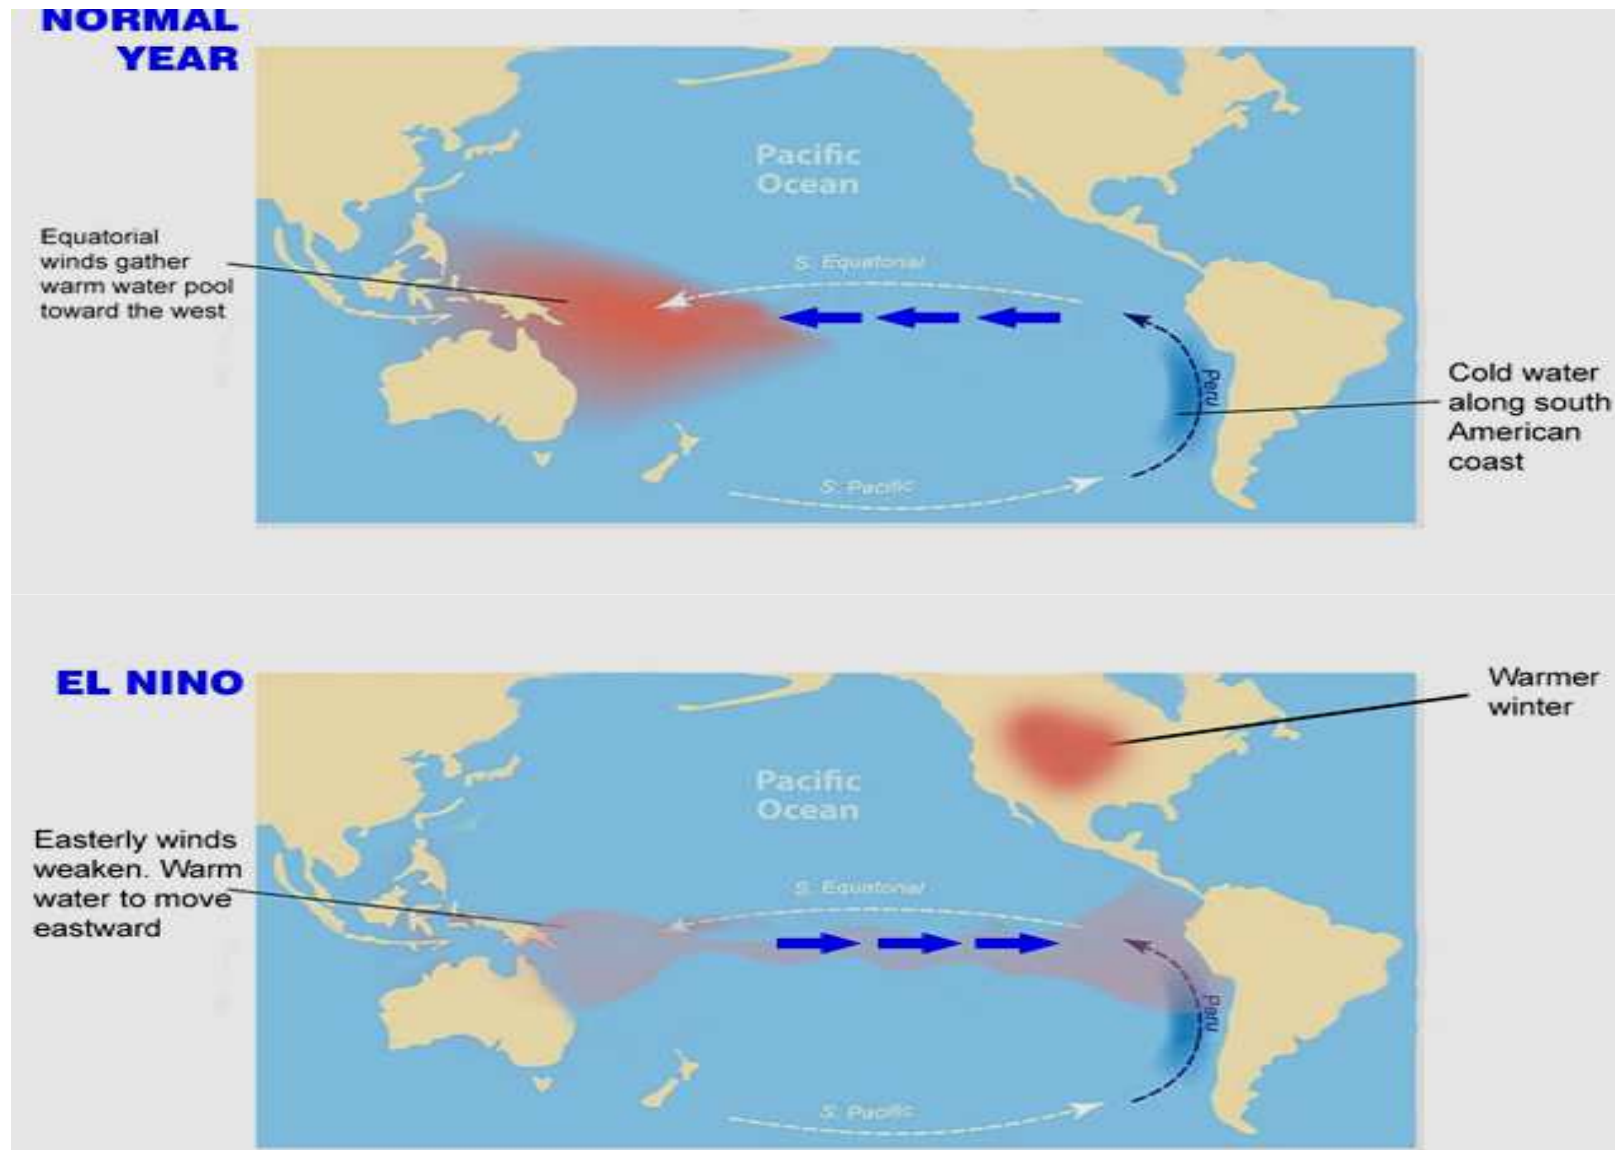 NORMAL
YEAR
Pacific
Ocean
Equatorial
winds gather
warm water pool
toward the west
S. Equatorial
Peru
Cold water
along south
American
coast
S. Pacific
EL NINO
Warmer
winter
Pacific
Ocean
Easterly winds
weaken. Warm
water to move
eastward
S. Equatorial
Peru
S. Pacific